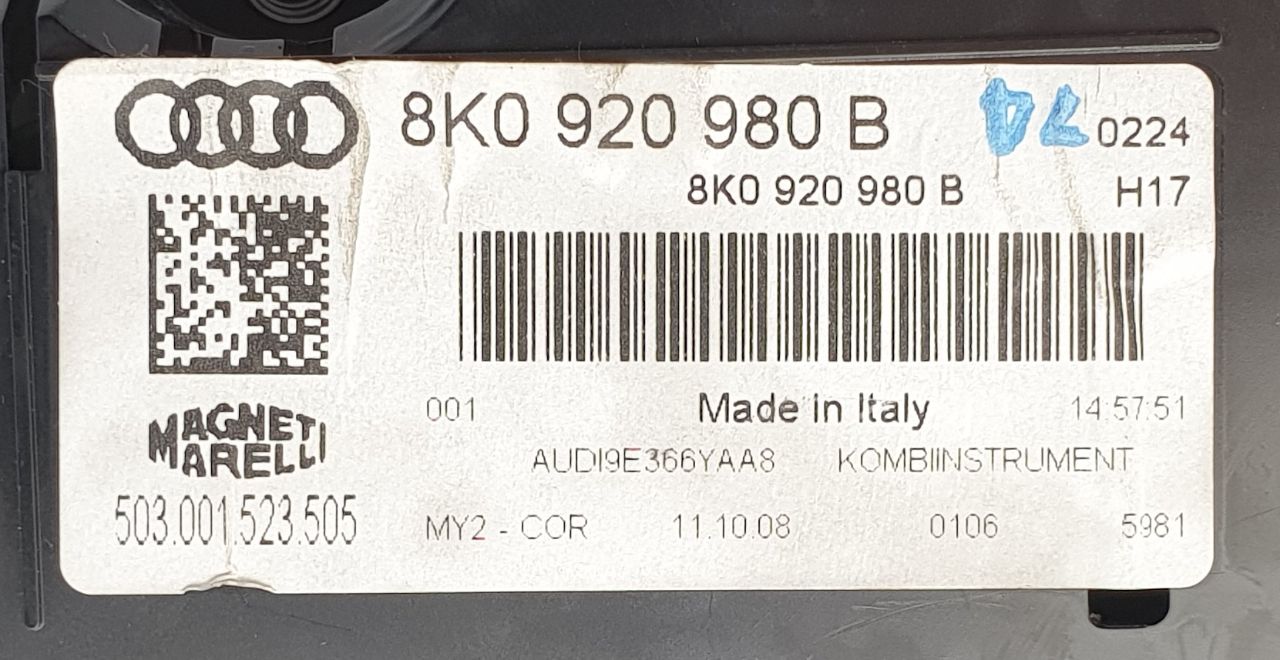 8K0 920 980 B 0224
8K0 920 980 B H17
001 Made in Italy 14:57:51
MAGNETI
MARELLI
AUDI9E366YAA8 KOMBIINSTRUMENT
503.001.523.505
MY2 - COR 11.10.08 0106 5981